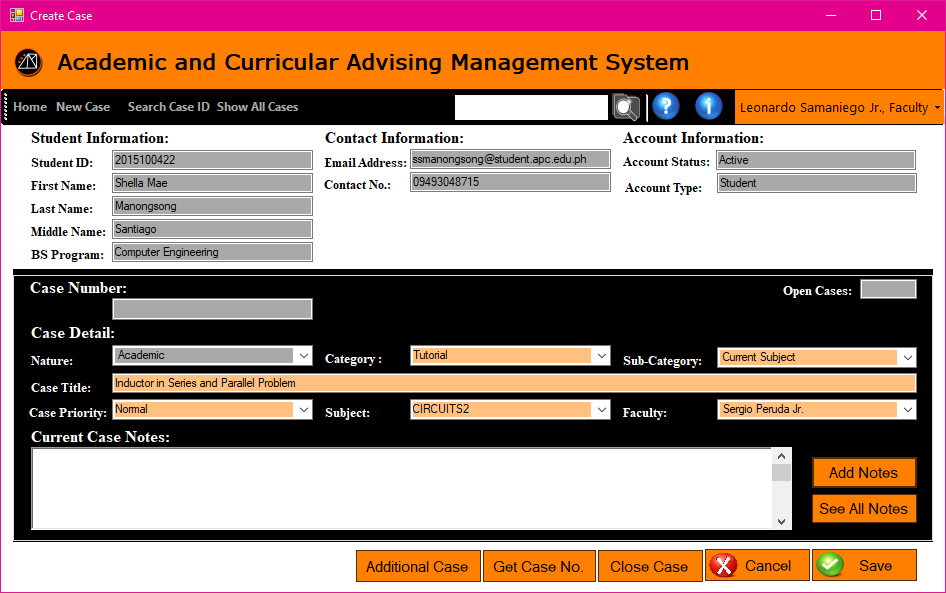 Create Case
Academic and Curricular Advising Management System
Home New Case Search Case ID Show All Cases Leonardo Samaniego Jr., Faculty
Student Information: Contact Information: Account Information:
Student ID: 2015100422 Email Address: ssmanongsong@student.apc.edu.ph Account Status: Active
First Name: Shella Mae Contact No.: 09493048715 Account Type: Student
Last Name: Manongsong
Middle Name: Santiago
BS Program: Computer Engineering
Case Number: Open Cases:
Case Detail:
Nature: Academic Category : Tutorial Sub-Category: Current Subject
Case Title: Inductor in Series and Parallel Problem
Case Priority: Normal Subject: CIRCUITS2 Faculty: Sergio Peruda Jr.
Current Case Notes:
Add Notes
See All Notes
Additional Case Get Case No. Close Case Cancel Save